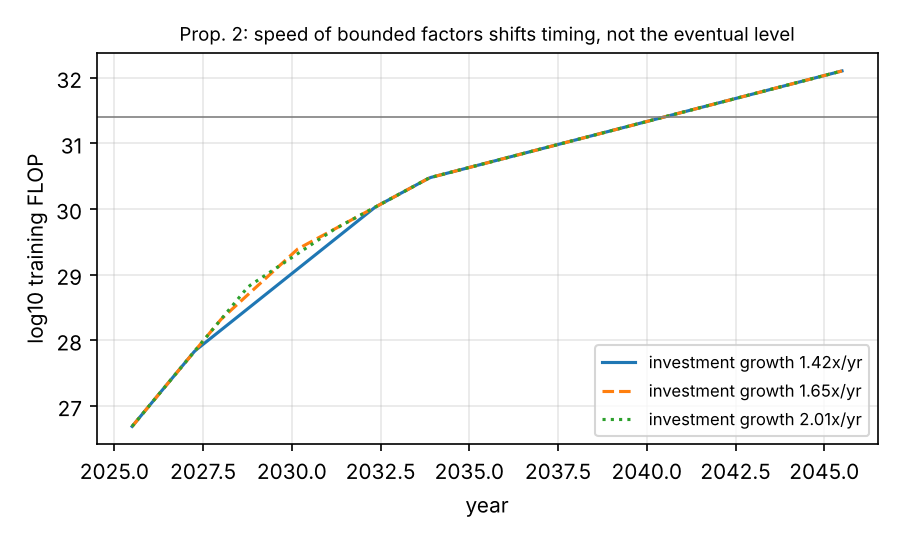 Prop. 2: speed of bounded factors shifts timing, not the eventual level
log10 training FLOP
32
31
30
29
28
27
investment growth 1.42x/yr
investment growth 1.65x/yr
investment growth 2.01x/yr
2025.0 2027.5 2030.0 2032.5 2035.0 2037.5 2040.0 2042.5 2045.0
year